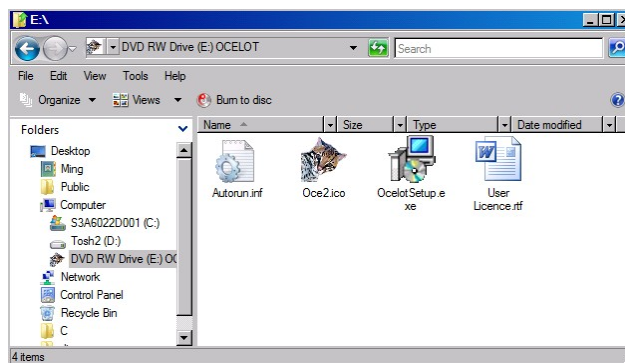 E:\
DVD RW Drive (E:) OCELOT
Search
File Edit View Tools Help
Organize Views Burn to disc
Folders
Name Size Type Date modified
Desktop
Ming
Public
Computer
S3A6022D001 (C:)
Tosh2 (D:)
DVD RW Drive (E:) OC
Network
Control Panel
Recycle Bin
C
Autorun.inf
Oce2.ico
OcelotSetup.e
xe
User
Licence.rtf
4 items